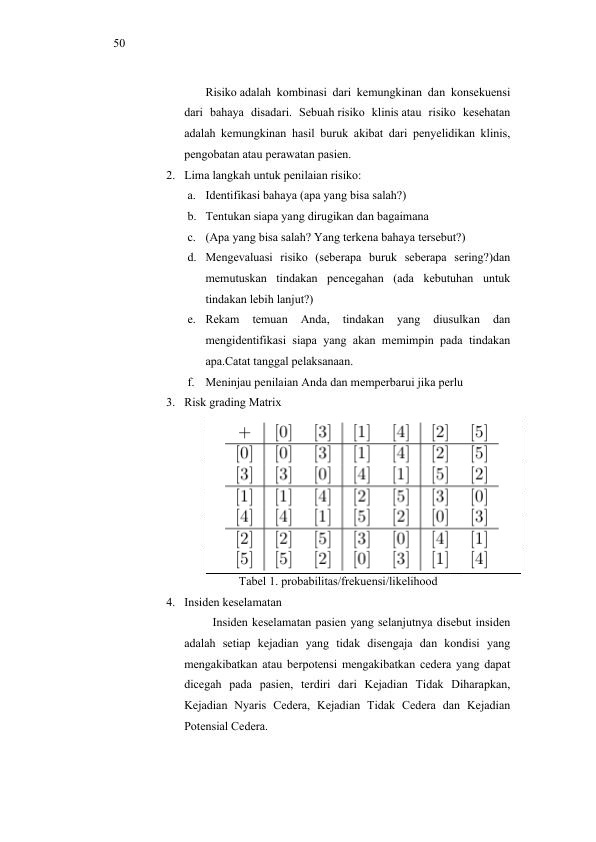 50
Risiko adalah kombinasi dari kemungkinan dan konsekuensi
dari bahaya disadari. Sebuah risiko klinis atau risiko kesehatan
adalah kemungkinan hasil buruk akibat dari penyelidikan klinis,
pengobatan atau perawatan pasien.
2. Lima langkah untuk penilaian risiko:
a. Identifikasi bahaya (apa yang bisa salah?)
b. Tentukan siapa yang dirugikan dan bagaimana
c. (Apa yang bisa salah? Yang terkena bahaya tersebut?)
d. Mengevaluasi risiko (seberapa buruk seberapa sering?)dan
memutuskan tindakan pencegahan (ada kebutuhan untuk
tindakan lebih lanjut?)
e. Rekam temuan Anda, tindakan yang diusulkan dan
mengidentifikasi siapa yang akan memimpin pada tindakan
apa.Catat tanggal pelaksanaan.
f. Meninjau penilaian Anda dan memperbarui jika perlu
3. Risk grading Matrix
+ [0] [3] [1] [4] [2] [5]
[0] [0] [3] [1] [4] [2] [5]
[3] [3] [0] [4] [1] [5] [2]
[1] [1] [4] [2] [5] [3] [0]
[4] [4] [1] [5] [2] [0] [3]
[2] [2] [5] [3] [0] [4] [1]
[5] [5] [2] [0] [3] [1] [4]
Tabel 1. probabilitas/frekuensi/likelihood
4. Insiden keselamatan
Insiden keselamatan pasien yang selanjutnya disebut insiden
adalah setiap kejadian yang tidak disengaja dan kondisi yang
mengakibatkan atau berpotensi mengakibatkan cedera yang dapat
dicegah pada pasien, terdiri dari Kejadian Tidak Diharapkan,
Kejadian Nyaris Cedera, Kejadian Tidak Cedera dan Kejadian
Potensial Cedera.